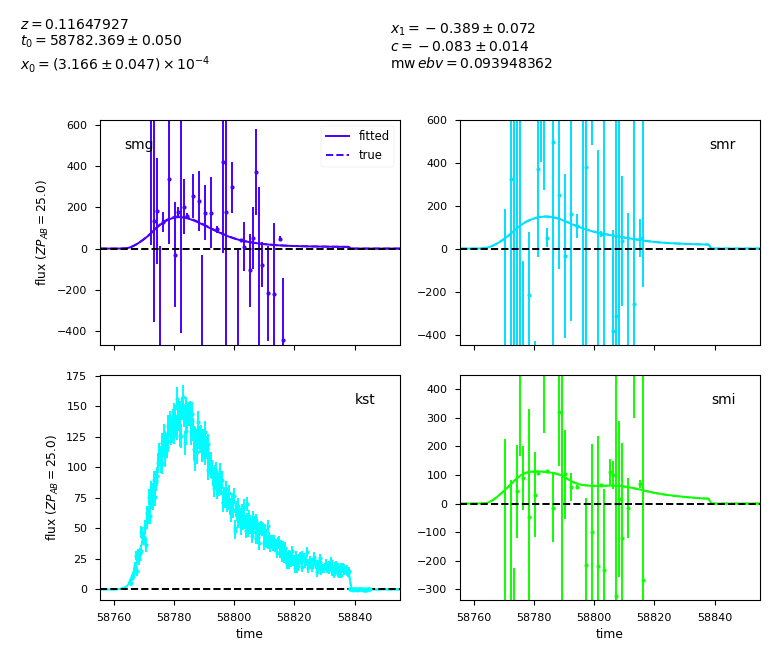 z = 0.11647927
t₀ = 58782.369 ± 0.050
x₀ = (3.166 ± 0.047) × 10⁻⁴
x₁ = −0.389 ± 0.072
c = −0.083 ± 0.014
mw ebv = 0.093948362
smg
fitted
true
600
400
200
0
−200
−400
flux (ZP_AB = 25.0)
smr
600
400
200
0
−200
−400
kst
175
150
125
100
75
50
25
0
flux (ZP_AB = 25.0)
58760 58780 58800 58820 58840
time
smi
400
300
200
100
0
−100
−200
−300
58760 58780 58800 58820 58840
time